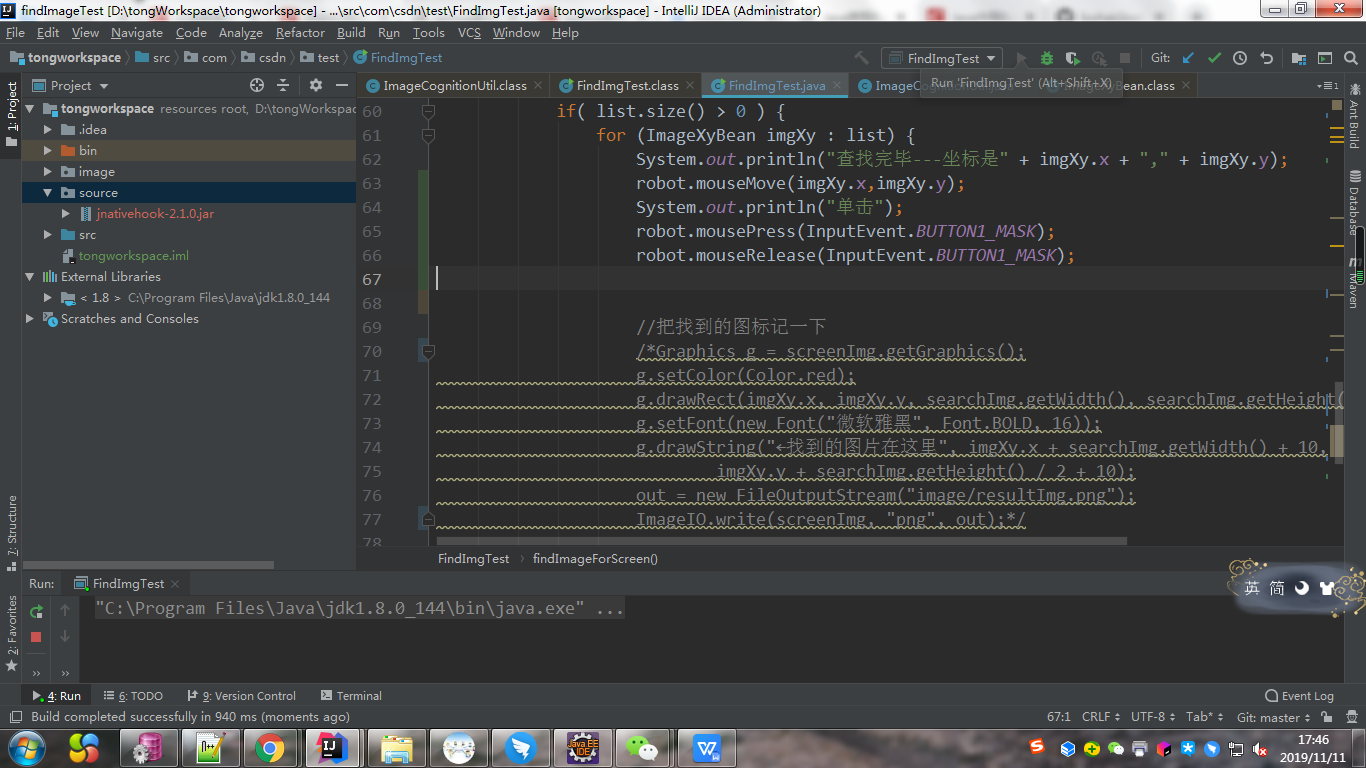 findImageTest [D:\tongWorkspace\tongworkspace] - ...\src\com\csdn\test\FindImgTest.java [tongworkspace] - IntelliJ IDEA (Administrator)
File Edit View Navigate Code Analyze Refactor Build Run Tools VCS Window Help
tongworkspace src com csdn test FindImgTest FindImgTest Git:
Project ImageCognitionUtil.class FindImgTest.class FindImgTest.java Run 'FindImgTest' (Alt+Shift+X) Bean.class
1: Project
tongworkspace resources root, D:\tongWorkspac
.idea
bin
image
source
jnativehook-2.1.0.jar
src
tongworkspace.iml
External Libraries
< 1.8 > C:\Program Files\Java\jdk1.8.0_144
Scratches and Consoles
7: Structure
2: Favorites
60 if( list.size() > 0 ) {
61 for (ImageXyBean imgXy : list) {
62 System.out.println("查找完毕---坐标是" + imgXy.x + "," + imgXy.y);
63 robot.mouseMove(imgXy.x,imgXy.y);
64 System.out.println("单击");
65 robot.mousePress(InputEvent.BUTTON1_MASK);
66 robot.mouseRelease(InputEvent.BUTTON1_MASK);
67
68
69 //把找到的图标记一下
70 /*Graphics g = screenImg.getGraphics();
71 g.setColor(Color.red);
72 g.drawRect(imgXy.x, imgXy.y, searchImg.getWidth(), searchImg.getHeight(
73 g.setFont(new Font("微软雅黑", Font.BOLD, 16));
74 g.drawString("←找到的图片在这里", imgXy.x + searchImg.getWidth() + 10,
75 imgXy.y + searchImg.getHeight() / 2 + 10);
76 out = new FileOutputStream("image/resultImg.png");
77 ImageIO.write(screenImg, "png", out);*/
78
Ant Build
Database
Maven
FindImgTest findImageForScreen()
英 简
Run: FindImgTest
"C:\Program Files\Java\jdk1.8.0_144\bin\java.exe" ...
4: Run 6: TODO 9: Version Control Terminal Event Log
Build completed successfully in 940 ms (moments ago) 67:1 CRLF UTF-8 Tab* Git: master
17:46
2019/11/11